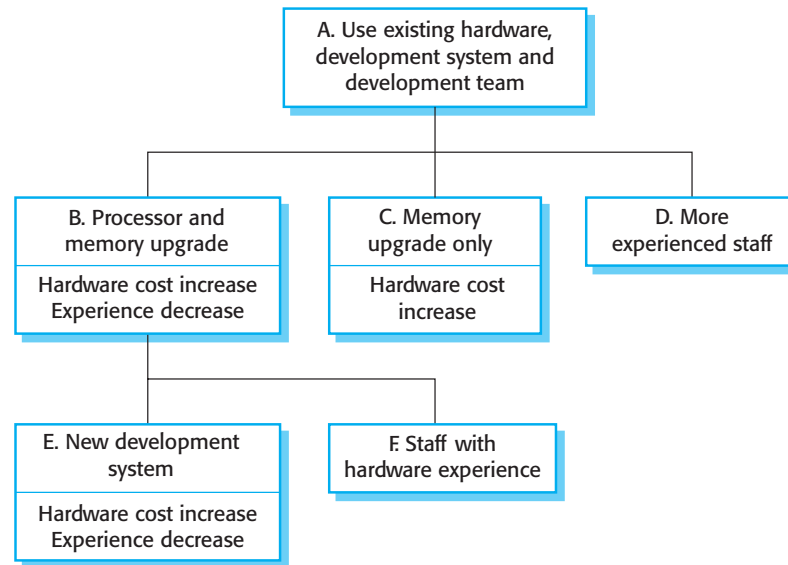 A. Use existing hardware,
development system and
development team
B. Processor and
memory upgrade
Hardware cost increase
Experience decrease
C. Memory
upgrade only
Hardware cost
increase
D. More
experienced staff
E. New development
system
Hardware cost increase
Experience decrease
F. Staff with
hardware experience